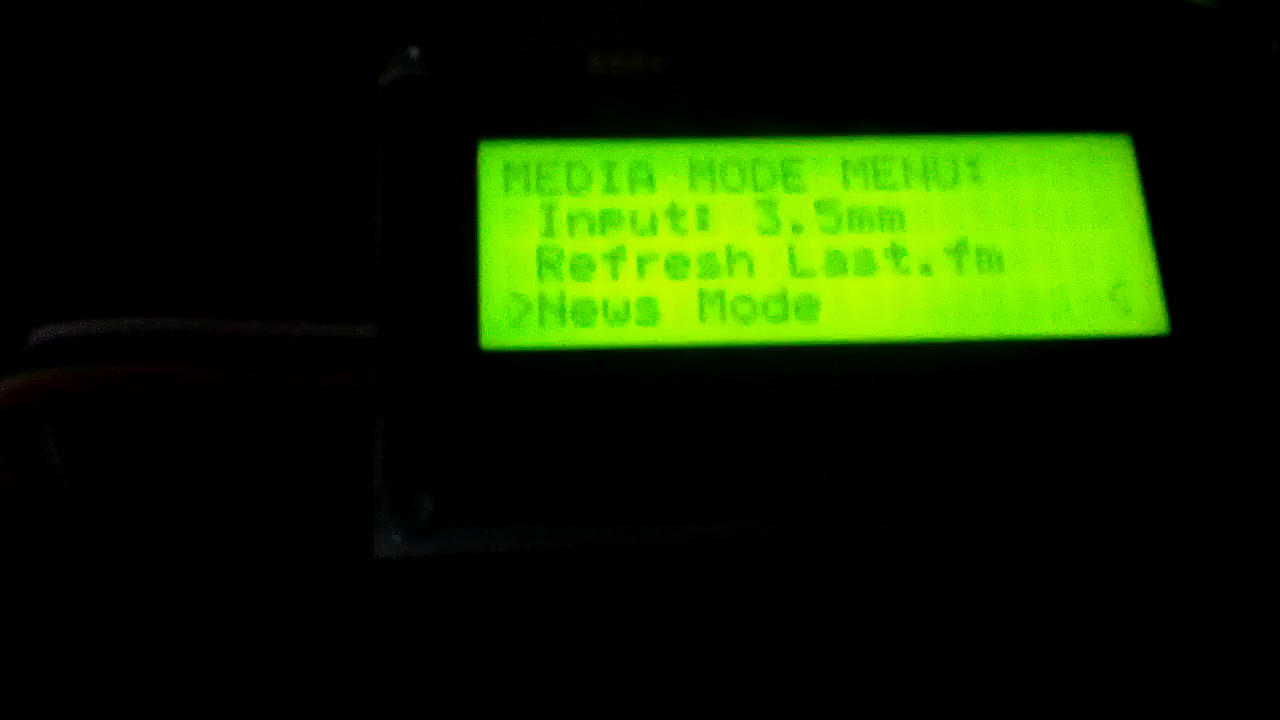 MEDIA MODE MENU:
Input: 3.5mm
Refresh Last.fm
>News Mode <